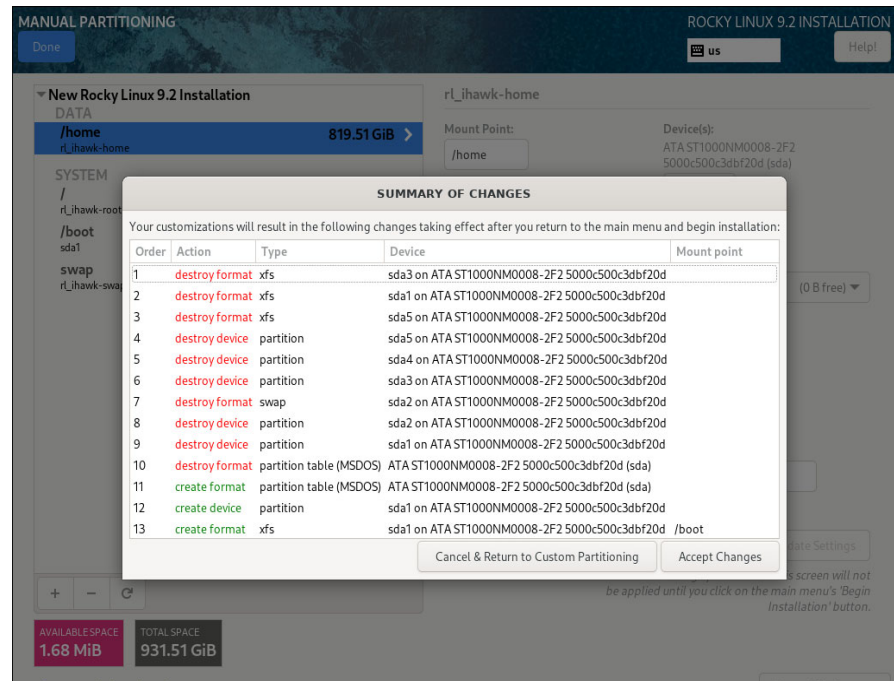 MANUAL PARTITIONING
ROCKY LINUX 9.2 INSTALLATION
Done
us
Help!
New Rocky Linux 9.2 Installation
DATA
/home
819.51 GiB
rl_ihawk-home
SYSTEM
/
rl_ihawk-root
/boot
sda1
swap
rl_ihawk-swap
rl_ihawk-home
Mount Point:
/home
Device(s):
ATA ST1000NM0008-2F2
5000c500c3dbf20d (sda)
(0 B free)
SUMMARY OF CHANGES
Your customizations will result in the following changes taking effect after you return to the main menu and begin installation:
Order Action Type Device Mount point
1 destroy format xfs sda3 on ATA ST1000NM0008-2F2 5000c500c3dbf20d
2 destroy format xfs sda1 on ATA ST1000NM0008-2F2 5000c500c3dbf20d
3 destroy format xfs sda5 on ATA ST1000NM0008-2F2 5000c500c3dbf20d
4 destroy device partition sda5 on ATA ST1000NM0008-2F2 5000c500c3dbf20d
5 destroy device partition sda4 on ATA ST1000NM0008-2F2 5000c500c3dbf20d
6 destroy device partition sda3 on ATA ST1000NM0008-2F2 5000c500c3dbf20d
7 destroy format swap sda2 on ATA ST1000NM0008-2F2 5000c500c3dbf20d
8 destroy device partition sda2 on ATA ST1000NM0008-2F2 5000c500c3dbf20d
9 destroy device partition sda1 on ATA ST1000NM0008-2F2 5000c500c3dbf20d
10 destroy format partition table (MSDOS) ATA ST1000NM0008-2F2 5000c500c3dbf20d (sda)
11 create format partition table (MSDOS) ATA ST1000NM0008-2F2 5000c500c3dbf20d (sda)
12 create device partition sda1 on ATA ST1000NM0008-2F2 5000c500c3dbf20d
13 create format xfs sda1 on ATA ST1000NM0008-2F2 5000c500c3dbf20d /boot
Cancel & Return to Custom Partitioning
Accept Changes
date Settings
s screen will not
be applied until you click on the main menu's 'Begin
Installation' button.
+ −
AVAILABLE SPACE
1.68 MiB
TOTAL SPACE
931.51 GiB